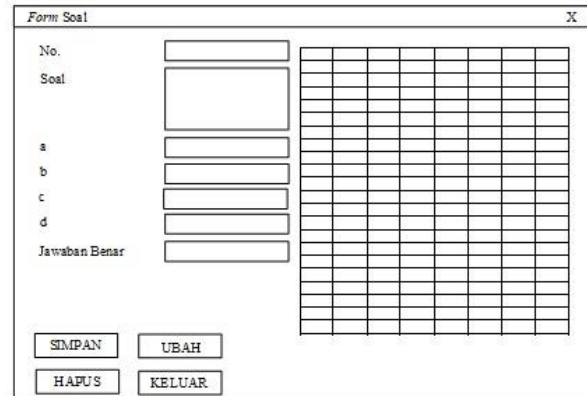 Form Soal X
No.
Soal
a
b
c
d
Jawaban Benar
SIMPAN UBAH
HAPUS KELUAR